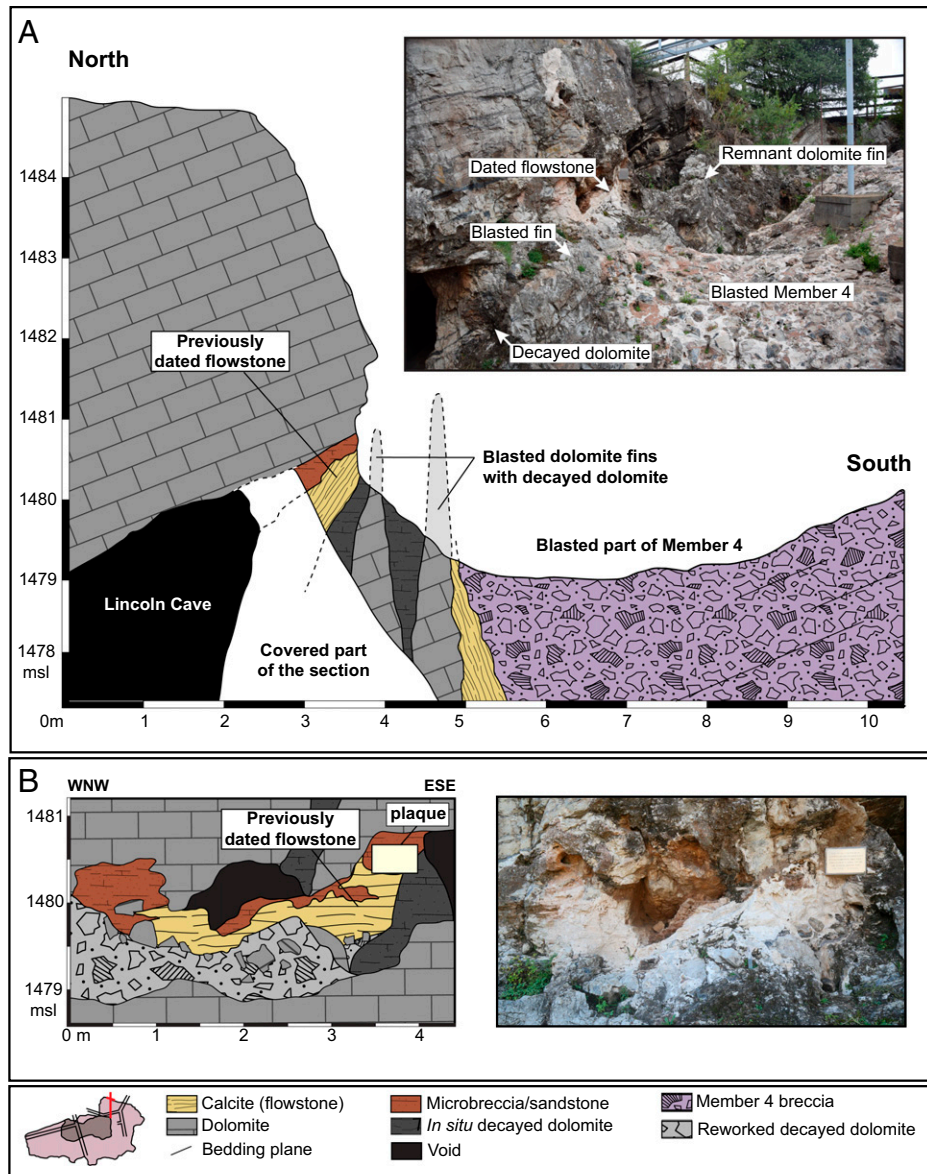 A
North
1484
1483
1482
1481
1480
1479
1478
msl
Dated flowstone
Remnant dolomite fin
Blasted fin
Blasted Member 4
Decayed dolomite
Previously
dated flowstone
Blasted dolomite fins
with decayed dolomite
South
Blasted part of Member 4
Lincoln Cave
Covered part
of the section
0m 1 2 3 4 5 6 7 8 9 10
B
WNW ESE
1481
1480
1479
msl
Previously
dated flowstone
plaque
0 m 1 2 3 4
Calcite (flowstone)
Dolomite
Bedding plane
Microbreccia/sandstone
In situ decayed dolomite
Void
Member 4 breccia
Reworked decayed dolomite